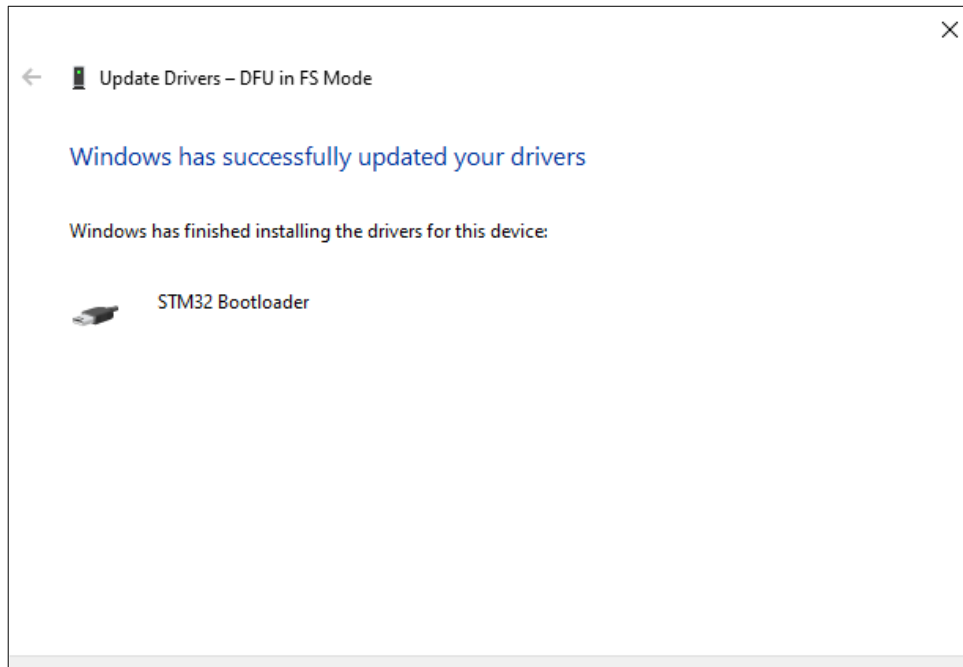 Update Drivers – DFU in FS Mode
Windows has successfully updated your drivers
Windows has finished installing the drivers for this device:
STM32 Bootloader